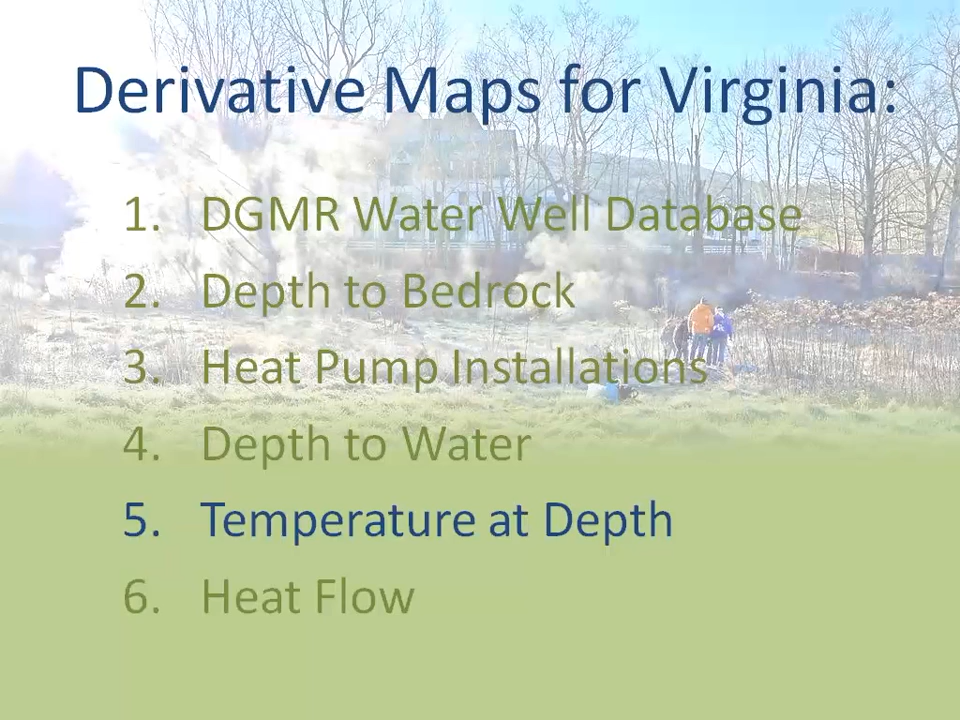 Derivative Maps for Virginia:
1. DGMR Water Well Database
2. Depth to Bedrock
3. Heat Pump Installations
4. Depth to Water
5. Temperature at Depth
6. Heat Flow